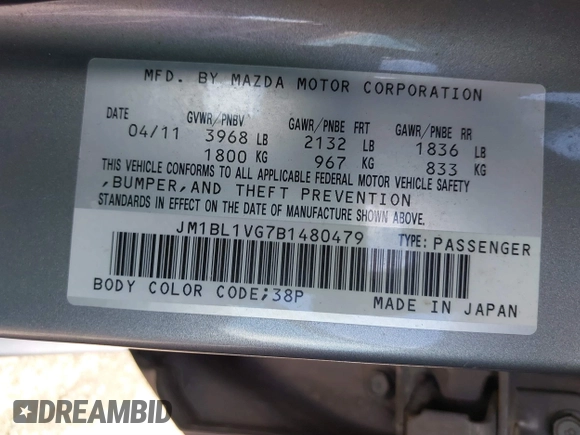 MFD. BY MAZDA MOTOR CORPORATION
DATE GVWR/PNBV GAWR/PNBE FRT GAWR/PNBE RR
04/11 3968 LB 2132 LB 1836 LB
1800 KG 967 KG 833 KG
THIS VEHICLE CONFORMS TO ALL APPLICABLE FEDERAL MOTOR VEHICLE SAFETY
,BUMPER,AND THEFT PREVENTION
STANDARDS IN EFFECT ON THE DATE OF MANUFACTURE SHOWN ABOVE.
JM1BL1VG7B1480479 TYPE: PASSENGER
BODY COLOR CODE;38P MADE IN JAPAN
DREAMBID